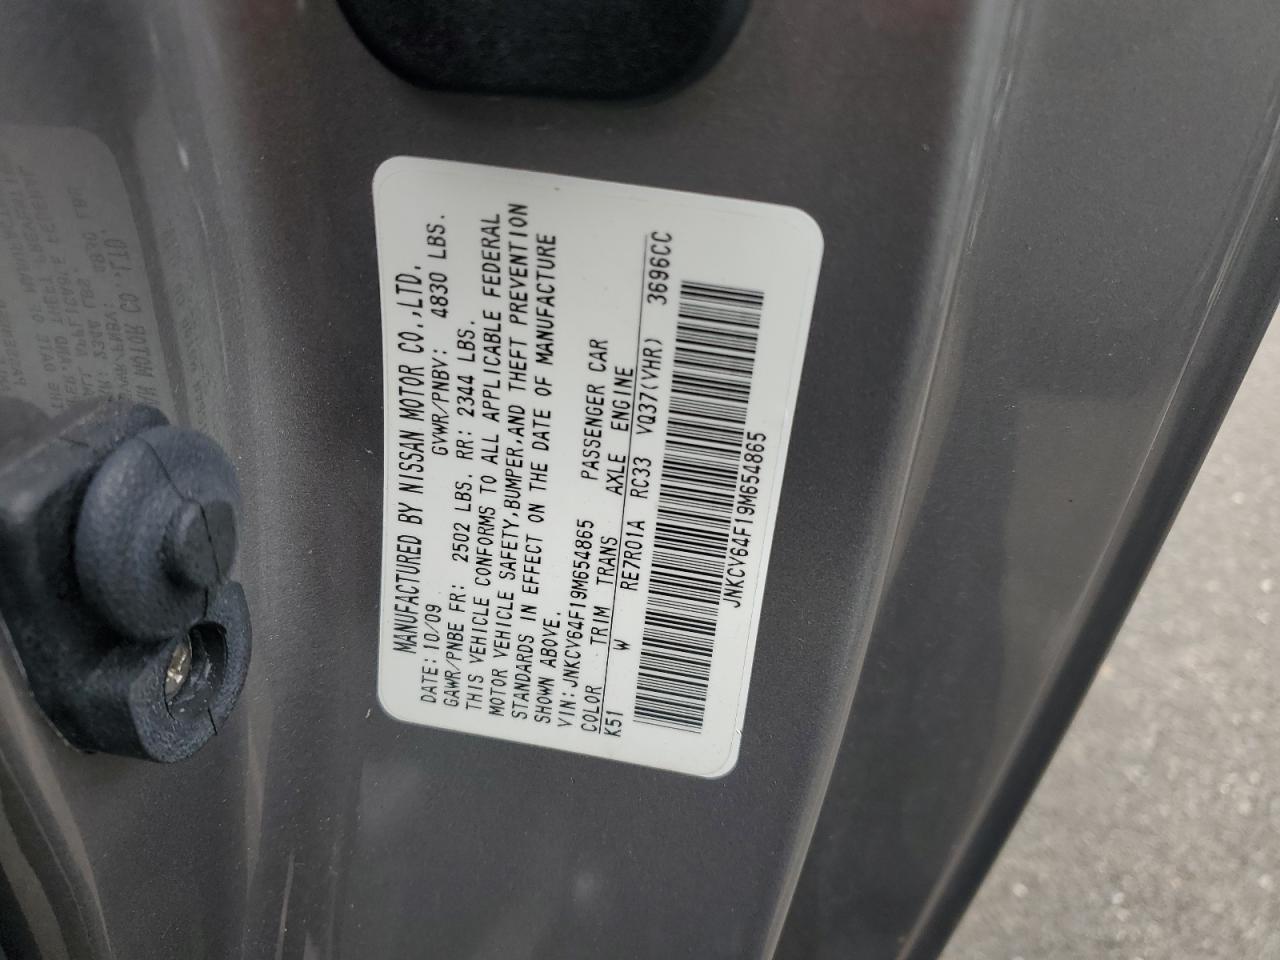 MANUFACTURED BY NISSAN MOTOR CO.,LTD.
DATE: 10/09 GVWR/PNBV: 4830 LBS.
GAWR/PNBE FR: 2502 LBS. RR: 2344 LBS.
THIS VEHICLE CONFORMS TO ALL APPLICABLE FEDERAL
MOTOR VEHICLE SAFETY,BUMPER,AND THEFT PREVENTION
STANDARDS IN EFFECT ON THE DATE OF MANUFACTURE
SHOWN ABOVE.
VIN:JNKCV64F19M654865 PASSENGER CAR
COLOR TRIM TRANS AXLE ENGINE
K51 W RE7R01A RC33 VQ37(VHR) 3696CC
JNKCV64F19M654865